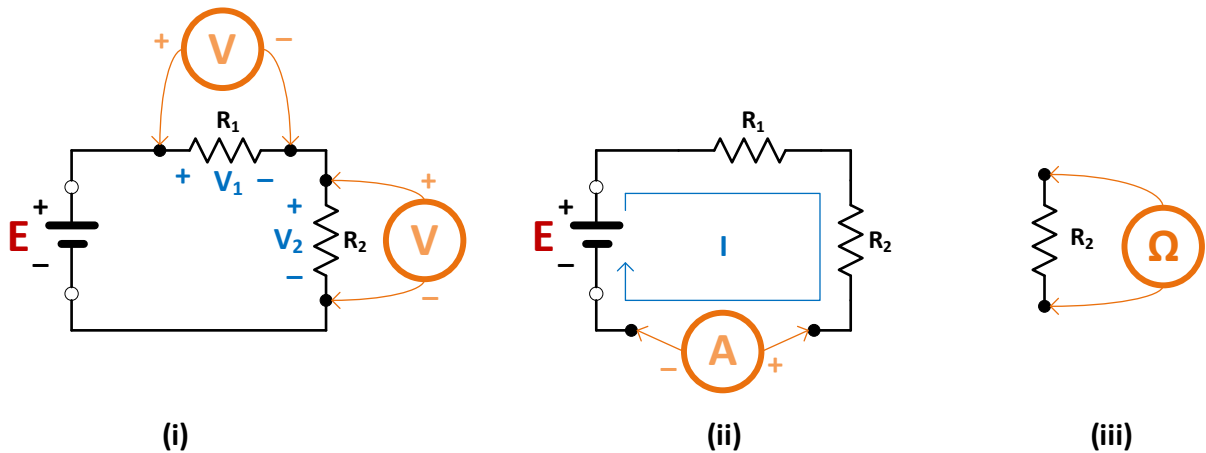 + V −
R₁
+ V₁ −
+
E
−
+
V₂
−
R₂
+
V
−
(i)
R₁
+
E
−
I
R₂
− A +
(ii)
R₂
Ω
(iii)